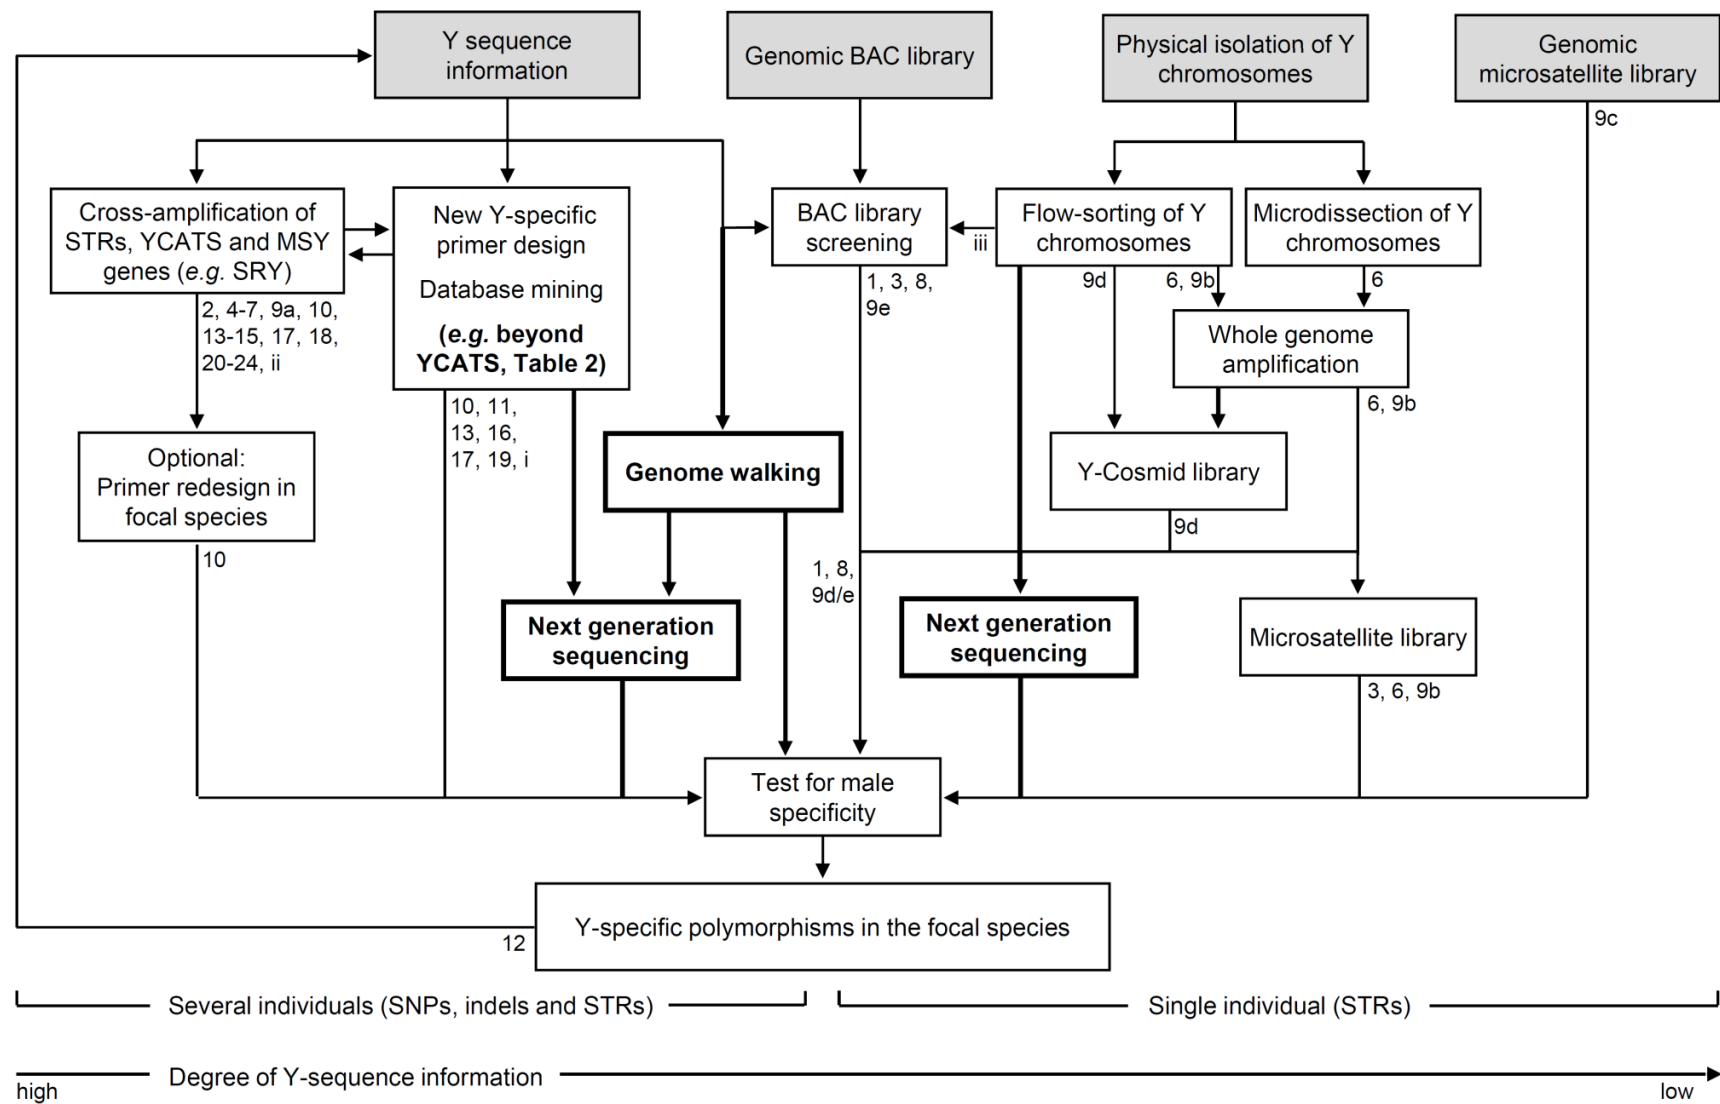 Y sequence
information
Genomic BAC library
Physical isolation of Y
chromosomes
Genomic
microsatellite library
9c
Cross-amplification of
STRs, YCATS and MSY
genes (e.g. SRY)
New Y-specific
primer design
Database mining
(e.g. beyond
YCATS, Table 2)
BAC library
screening
iii
Flow-sorting of Y
chromosomes
Microdissection of Y
chromosomes
2, 4-7, 9a, 10,
13-15, 17, 18,
20-24, ii
1, 3, 8,
9e
9d
6, 9b
6
Whole genome
amplification
10, 11,
13, 16,
17, 19, i
6, 9b
Optional:
Primer redesign in
focal species
Genome walking
Y-Cosmid library
10
9d
1, 8,
9d/e
Next generation
sequencing
Next generation
sequencing
Microsatellite library
3, 6, 9b
Test for male
specificity
Y-specific polymorphisms in the focal species
12
Several individuals (SNPs, indels and STRs)
Single individual (STRs)
Degree of Y-sequence information
high
low